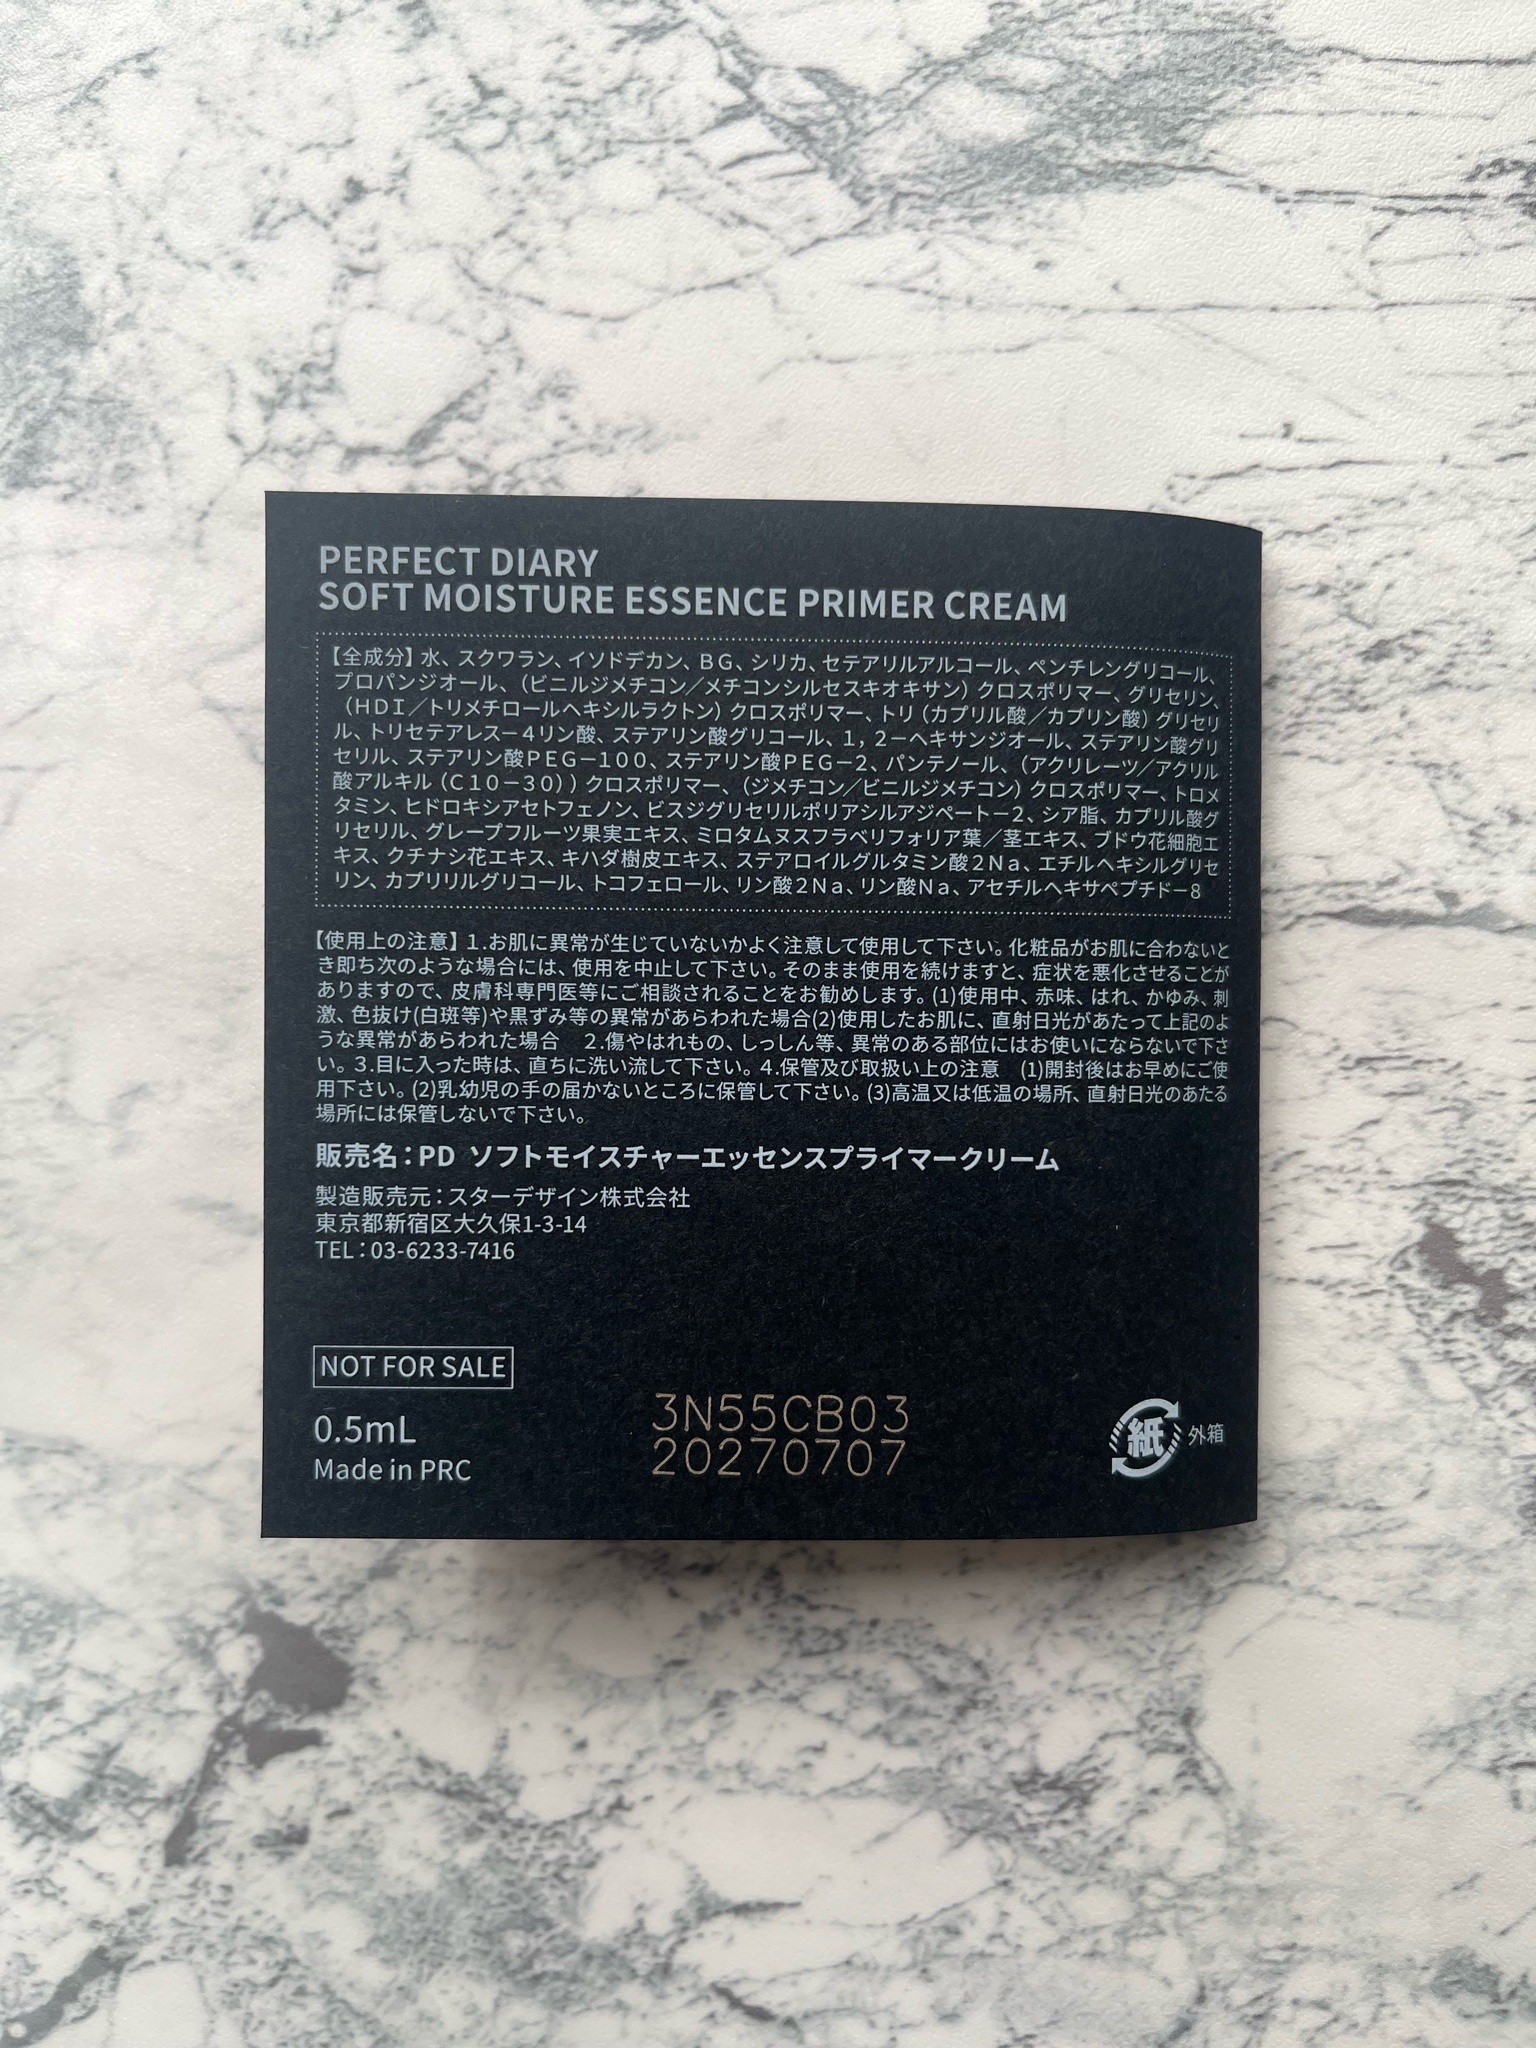 PERFECT DIARY
SOFT MOISTURE ESSENCE PRIMER CREAM
【全成分】水、スクワラン、イソドデカン、BG、シリカ、セテアリルアルコール、ペンチレングリコール、
プロパンジオール、（ビニルジメチコン／メチコンシルセスキオキサン）クロスポリマー、グリセリン、
（HDI／トリメチロールヘキシルラクトン）クロスポリマー、トリ（カプリル酸／カプリン酸）グリセリ
ル、トリセテアレス－4リン酸、ステアリン酸グリコール、1，2－ヘキサンジオール、ステアリン酸グリ
セリル、ステアリン酸PEG－100、ステアリン酸PEG－2、パンテノール、（アクリレーツ／アクリル
酸アルキル（C10－30））クロスポリマー、（ジメチコン／ビニルジメチコン）クロスポリマー、トロメ
タミン、ヒドロキシアセトフェノン、ビスジグリセリルポリアシルアジペート－2、シア脂、カプリル酸グ
リセリル、グレープフルーツ果実エキス、ミロタムヌスフラベリフォリア葉／茎エキス、ブドウ花細胞エ
キス、クチナシ花エキス、キハダ樹皮エキス、ステアロイルグルタミン酸2Na、エチルヘキシルグリセ
リン、カプリリルグリコール、トコフェロール、リン酸2Na、リン酸Na、アセチルヘキサペプチド－8
【使用上の注意】1.お肌に異常が生じていないかよく注意して使用して下さい。化粧品がお肌に合わないと
き即ち次のような場合には、使用を中止して下さい。そのまま使用を続けますと、症状を悪化させることが
ありますので、皮膚科専門医等にご相談されることをお勧めします。(1)使用中、赤味、はれ、かゆみ、刺
激、色抜け(白斑等)や黒ずみ等の異常があらわれた場合(2)使用したお肌に、直射日光があたって上記のよ
うな異常があらわれた場合　2.傷やはれもの、しっしん等、異常のある部位にはお使いにならないで下さ
い。3.目に入った時は、直ちに洗い流して下さい。4.保管及び取扱い上の注意　(1)開封後はお早めにご使
用下さい。(2)乳幼児の手の届かないところに保管して下さい。(3)高温又は低温の場所、直射日光のあたる
場所には保管しないで下さい。
販売名：PD ソフトモイスチャーエッセンスプライマークリーム
製造販売元：スターデザイン株式会社
東京都新宿区大久保1-3-14
TEL：03-6233-7416
NOT FOR SALE
0.5mL
Made in PRC
3N55CB03
20270707
紙 外箱